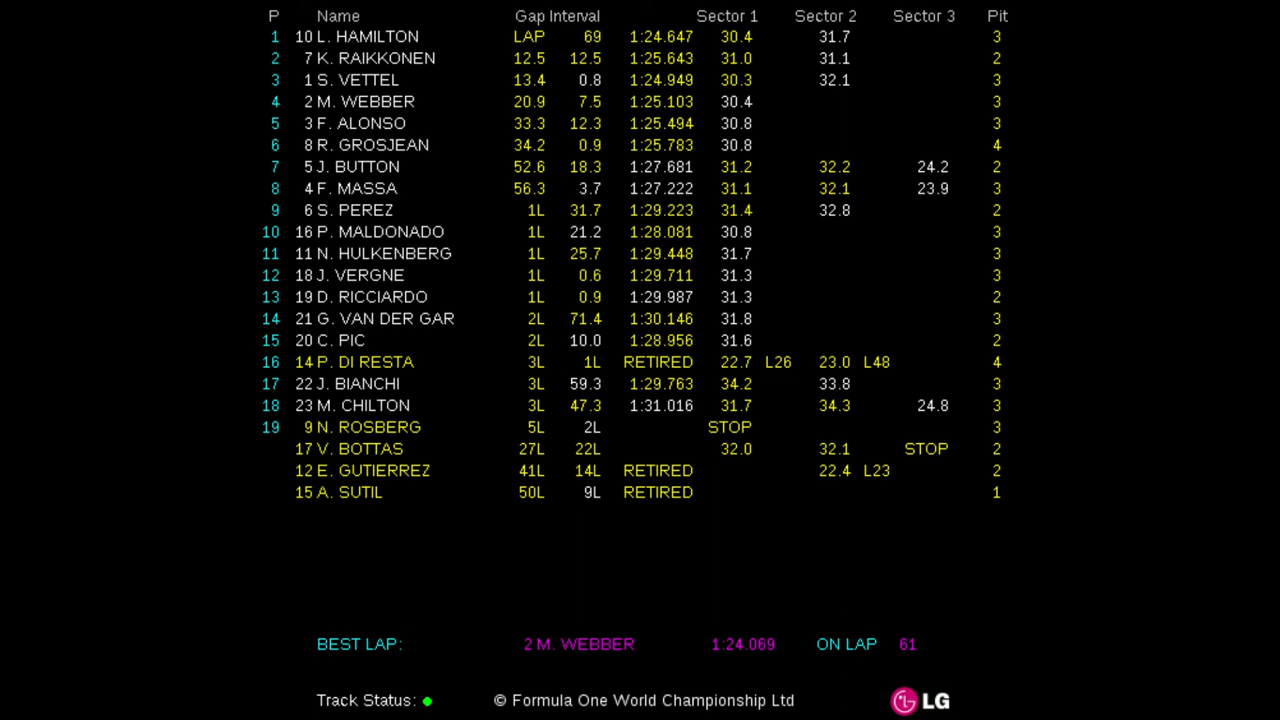 P Name Gap Interval Sector 1 Sector 2 Sector 3 Pit
1 10 L. HAMILTON LAP 69 1:24.647 30.4 31.7 3
2 7 K. RAIKKONEN 12.5 12.5 1:25.643 31.0 31.1 2
3 1 S. VETTEL 13.4 0.8 1:24.949 30.3 32.1 3
4 2 M. WEBBER 20.9 7.5 1:25.103 30.4 3
5 3 F. ALONSO 33.3 12.3 1:25.494 30.8 3
6 8 R. GROSJEAN 34.2 0.9 1:25.783 30.8 4
7 5 J. BUTTON 52.6 18.3 1:27.681 31.2 32.2 24.2 2
8 4 F. MASSA 56.3 3.7 1:27.222 31.1 32.1 23.9 3
9 6 S. PEREZ 1L 31.7 1:29.223 31.4 32.8 2
10 16 P. MALDONADO 1L 21.2 1:28.081 30.8 3
11 11 N. HULKENBERG 1L 25.7 1:29.448 31.7 3
12 18 J. VERGNE 1L 0.6 1:29.711 31.3 3
13 19 D. RICCIARDO 1L 0.9 1:29.987 31.3 2
14 21 G. VAN DER GAR 2L 71.4 1:30.146 31.8 3
15 20 C. PIC 2L 10.0 1:28.956 31.6 2
16 14 P. DI RESTA 3L 1L RETIRED 22.7 L26 23.0 L48 4
17 22 J. BIANCHI 3L 59.3 1:29.763 34.2 33.8 3
18 23 M. CHILTON 3L 47.3 1:31.016 31.7 34.3 24.8 3
19 9 N. ROSBERG 5L 2L STOP 3
17 V. BOTTAS 27L 22L 32.0 32.1 STOP 2
12 E. GUTIERREZ 41L 14L RETIRED 22.4 L23 2
15 A. SUTIL 50L 9L RETIRED 1
BEST LAP: 2 M. WEBBER 1:24.069 ON LAP 61
Track Status: © Formula One World Championship Ltd LG